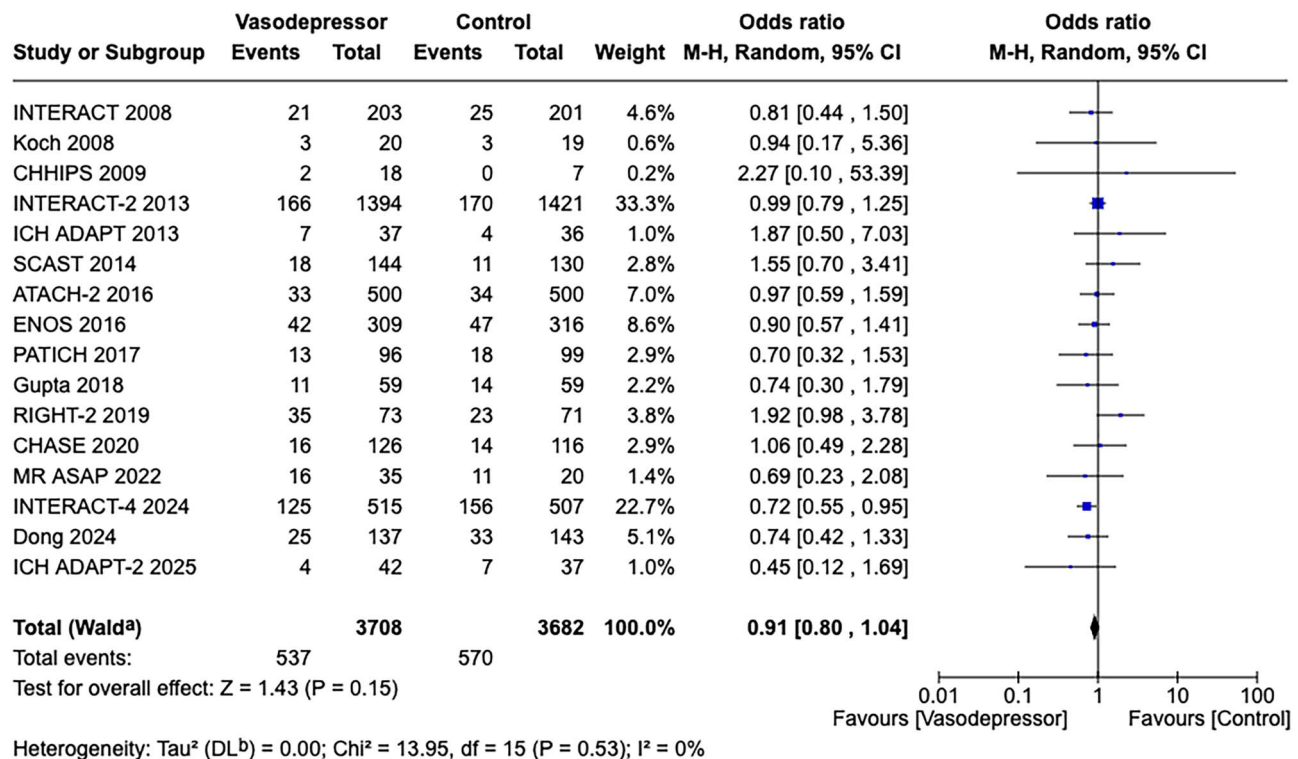 Vasodepressor Control Odds ratio Odds ratio
Study or Subgroup Events Total Events Total Weight M-H, Random, 95% CI M-H, Random, 95% CI
INTERACT 2008 21 203 25 201 4.6% 0.81 [0.44 , 1.50]
Koch 2008 3 20 3 19 0.6% 0.94 [0.17 , 5.36]
CHHIPS 2009 2 18 0 7 0.2% 2.27 [0.10 , 53.39]
INTERACT-2 2013 166 1394 170 1421 33.3% 0.99 [0.79 , 1.25]
ICH ADAPT 2013 7 37 4 36 1.0% 1.87 [0.50 , 7.03]
SCAST 2014 18 144 11 130 2.8% 1.55 [0.70 , 3.41]
ATACH-2 2016 33 500 34 500 7.0% 0.97 [0.59 , 1.59]
ENOS 2016 42 309 47 316 8.6% 0.90 [0.57 , 1.41]
PATICH 2017 13 96 18 99 2.9% 0.70 [0.32 , 1.53]
Gupta 2018 11 59 14 59 2.2% 0.74 [0.30 , 1.79]
RIGHT-2 2019 35 73 23 71 3.8% 1.92 [0.98 , 3.78]
CHASE 2020 16 126 14 116 2.9% 1.06 [0.49 , 2.28]
MR ASAP 2022 16 35 11 20 1.4% 0.69 [0.23 , 2.08]
INTERACT-4 2024 125 515 156 507 22.7% 0.72 [0.55 , 0.95]
Dong 2024 25 137 33 143 5.1% 0.74 [0.42 , 1.33]
ICH ADAPT-2 2025 4 42 7 37 1.0% 0.45 [0.12 , 1.69]
Total (Waldᵃ) 3708 3682 100.0% 0.91 [0.80 , 1.04]
Total events: 537 570
Test for overall effect: Z = 1.43 (P = 0.15)
0.01 0.1 1 10 100
Favours [Vasodepressor] Favours [Control]
Heterogeneity: Tau² (DLᵇ) = 0.00; Chi² = 13.95, df = 15 (P = 0.53); I² = 0%